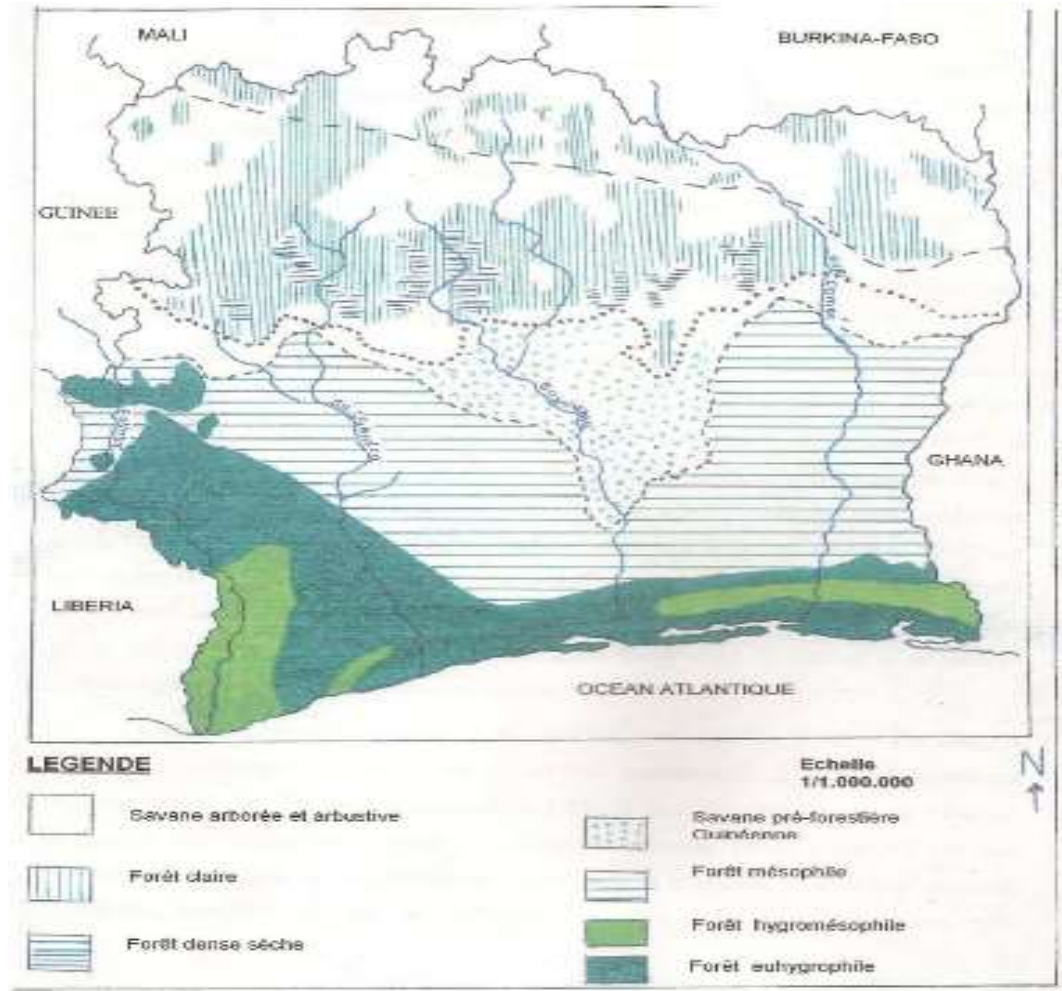 MALI
BURKINA-FASO
GUINEE
GHANA
LIBERIA
OCEAN ATLANTIQUE
LEGENDE
Echelle
1/1.000.000
N
Savane arborée et arbustive
Forêt claire
Forêt dense sèche
Savane pré-forestière
Forêt mésophile
Forêt hygromésophile
Forêt euhygrophile